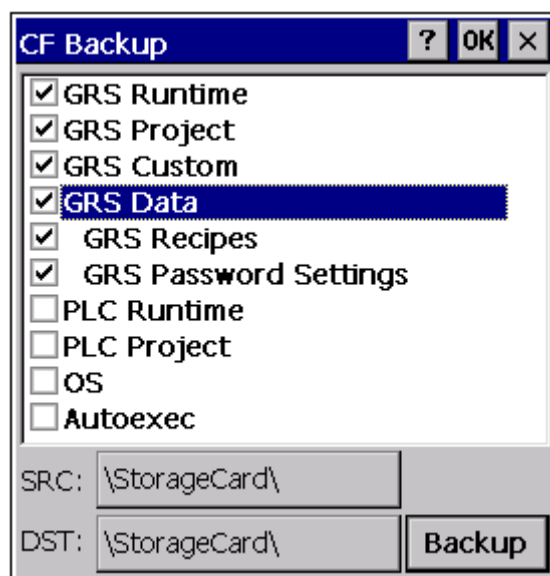 CF Backup ? OK ×
GRS Runtime
GRS Project
GRS Custom
GRS Data
GRS Recipes
GRS Password Settings
PLC Runtime
PLC Project
OS
Autoexec
SRC: \StorageCard\
DST: \StorageCard\ Backup